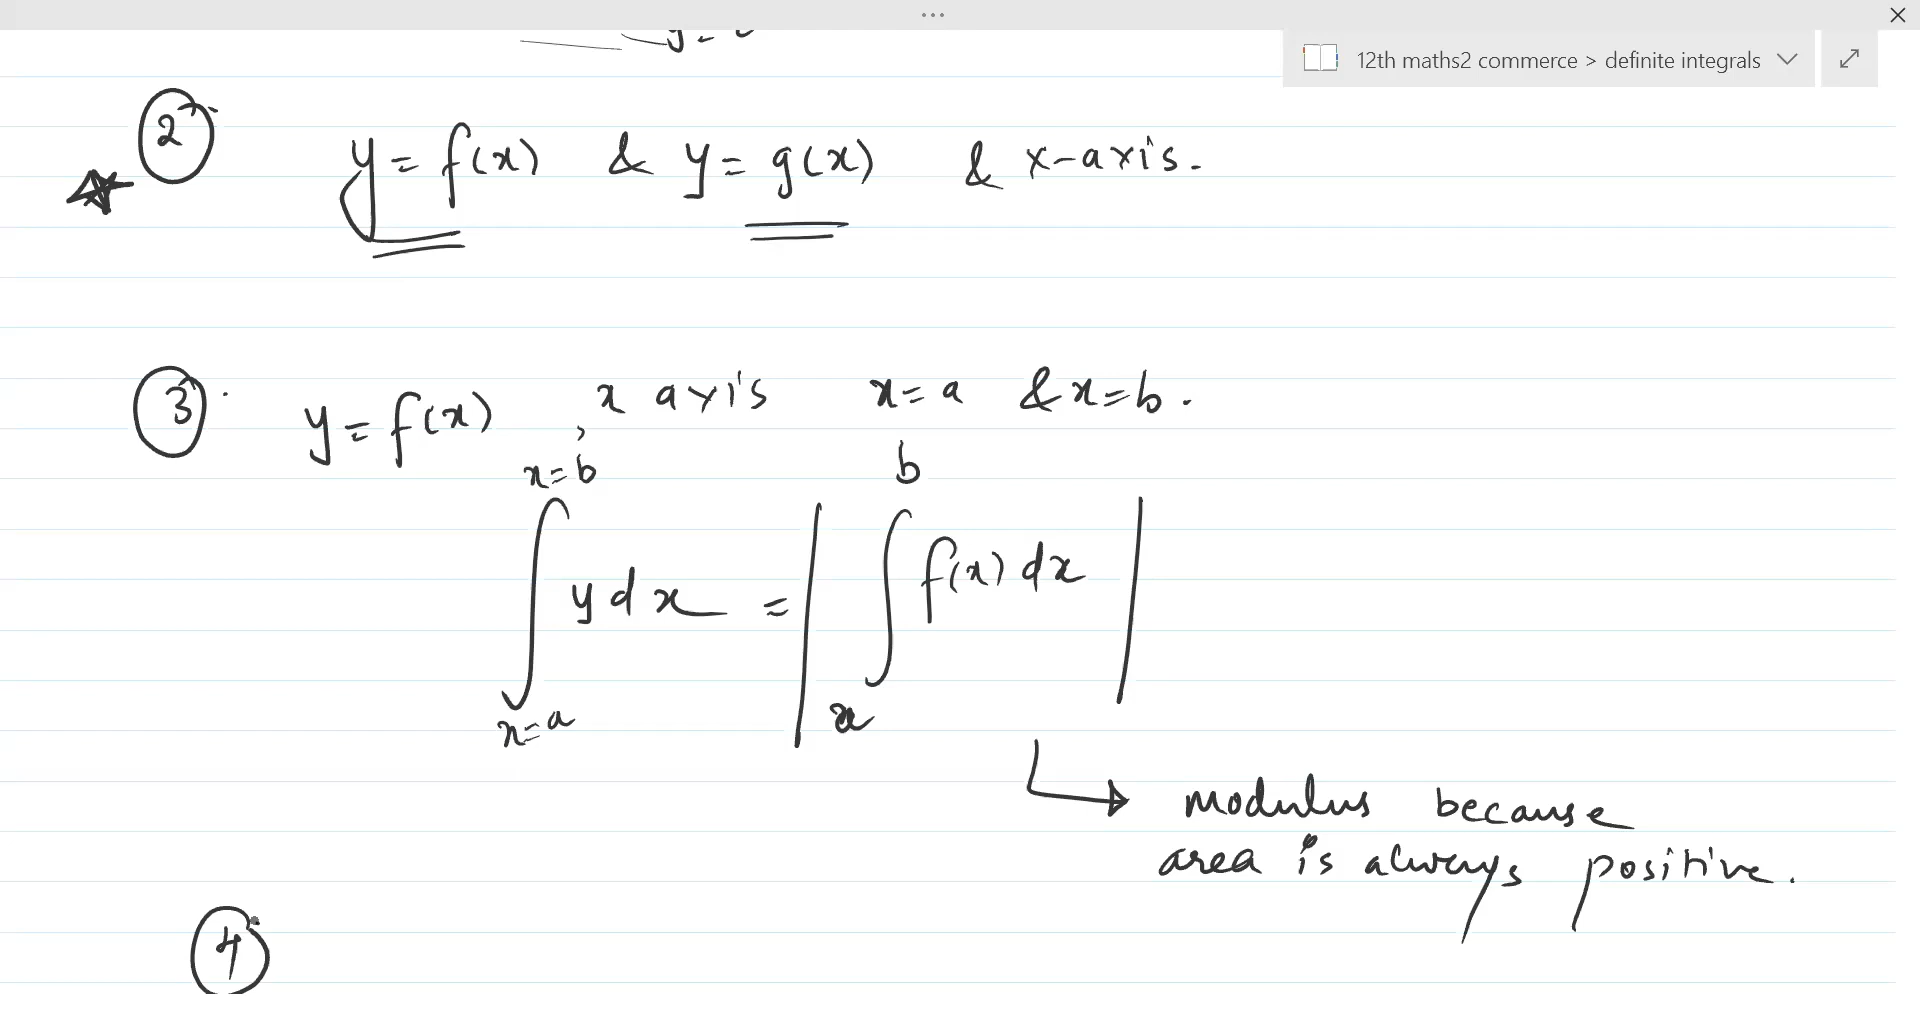 12th maths2 commerce > definite integrals
2
y = f(x) & y = g(x) & x-axis.
3. y = f(x), x axis x = a & x = b.
x=b b
∫ y dx = | ∫ f(x) dx |
x=a
modulus because
area is always positive.
4